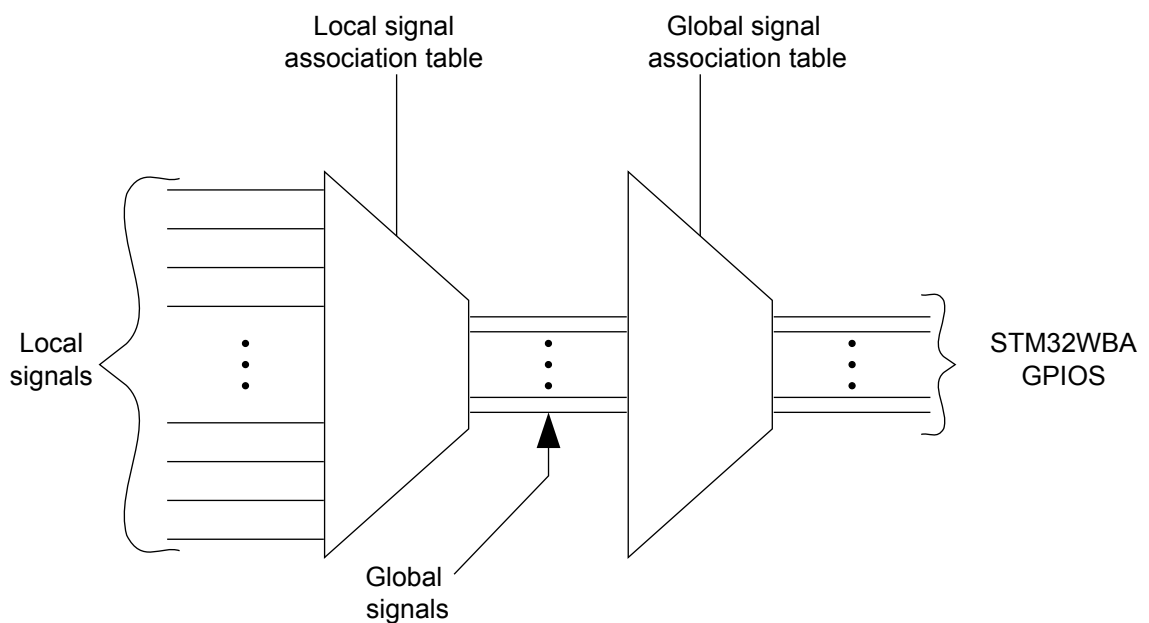 Local signal
association table
Global signal
association table
Local
signals
STM32WBA
GPIOS
Global
signals